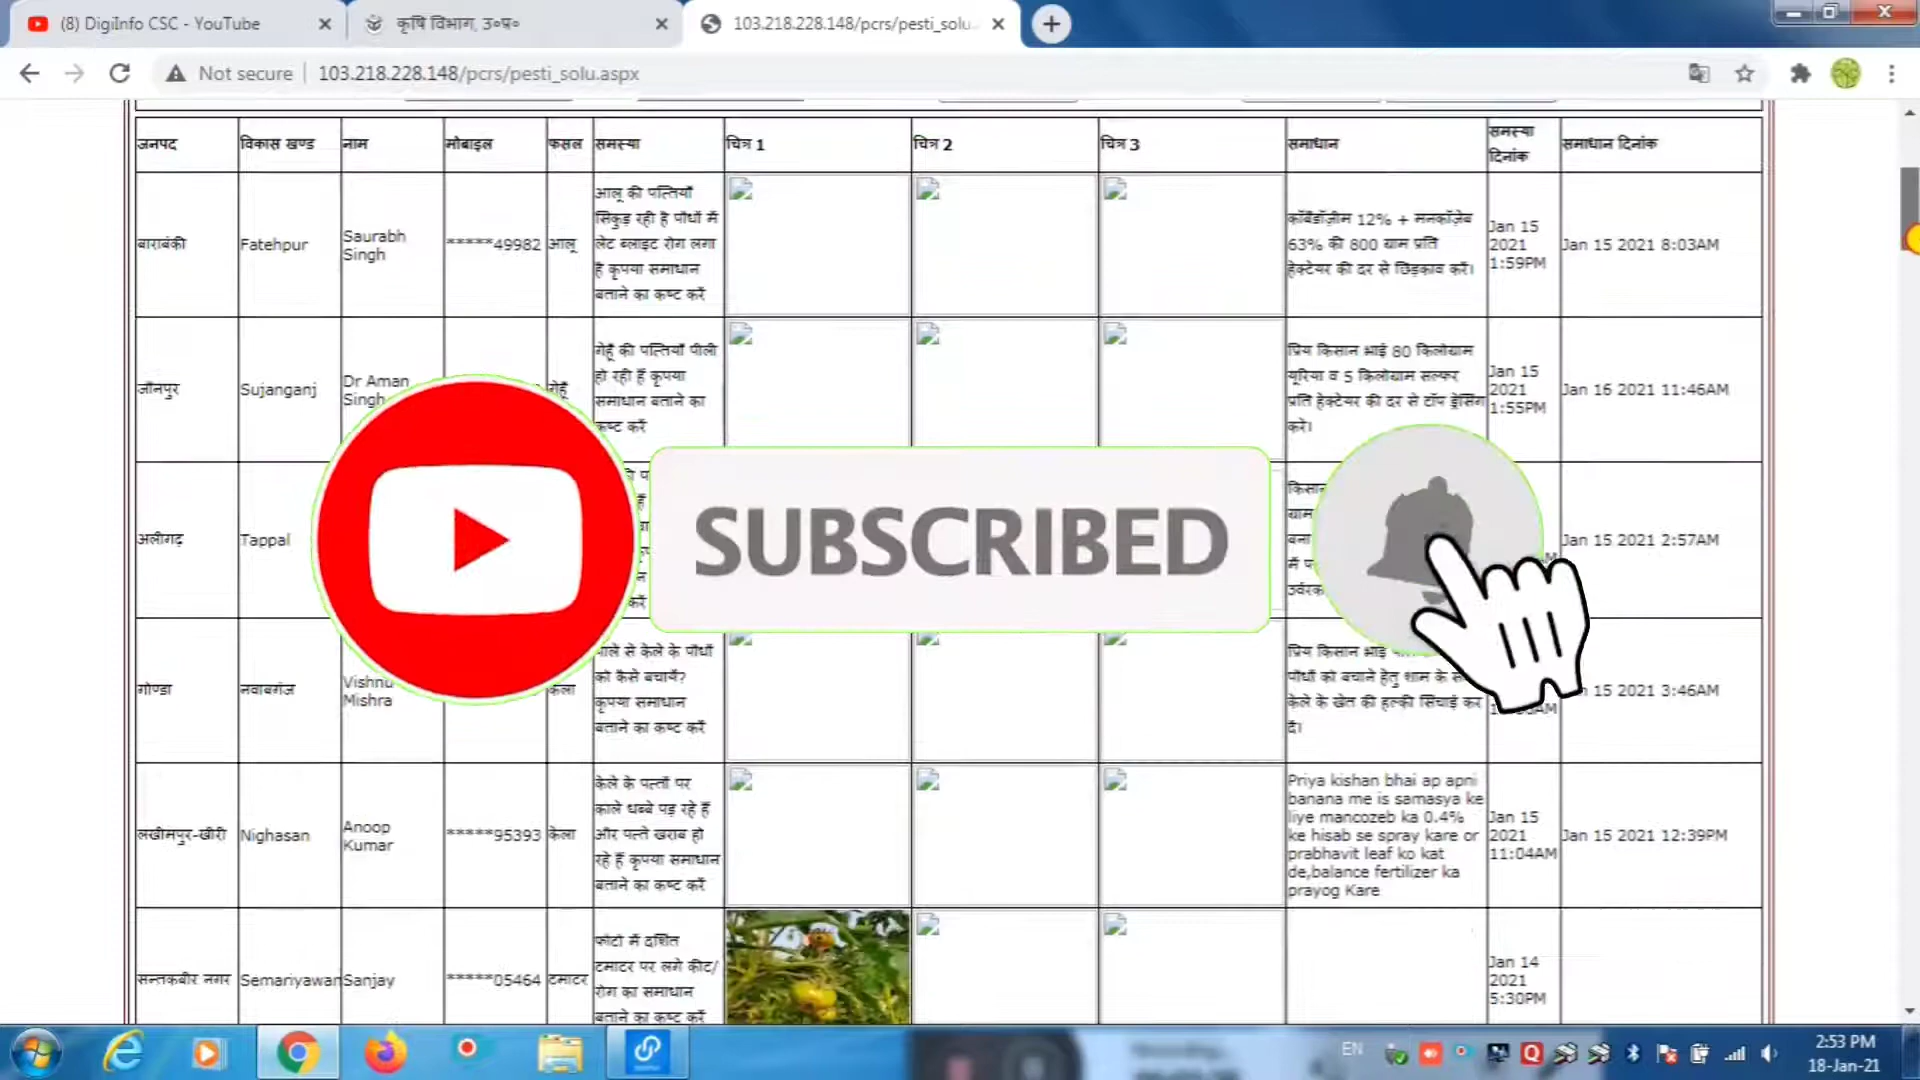 (8) DigiInfo CSC - YouTube
कृषि विभाग, उ०प्र०
103.218.228.148/pcrs/pesti_solu
Not secure
103.218.228.148/pcrs/pesti_solu.aspx
जनपद
विकास खण्ड
नाम
मोबाइल
फसल
समस्या
चित्र 1
चित्र 2
चित्र 3
समाधान
समस्या
दिनांक
समाधान दिनांक
बाराबंकी
Fatehpur
Saurabh
Singh
*****49982
आलू
आलू की पत्तियाँ
सिकुड़ रही है पौधों में
लेट ब्लाइट रोग लगा
है कृपया समाधान
बताने का कष्ट करें
कॉर्बेंडाज़ीम 12% + मनकॉज़ेब
63% की 800 ग्राम प्रति
हेक्टेयर की दर से छिड़काव करें।
Jan 15
2021
1:59PM
Jan 15 2021 8:03AM
जौनपुर
Sujanganj
Dr Aman
Singh
गेहूँ
गेहूँ की पत्तियाँ पीली
हो रही हैं कृपया
समाधान बताने का
कष्ट करें
प्रिय किसान भाई 80 किलोग्राम
यूरिया व 5 किलोग्राम सल्फर
प्रति हेक्टेयर की दर से टॉप ड्रेसिंग
करे।
Jan 15
2021
1:55PM
Jan 16 2021 11:46AM
अलीगढ़
Tappal
Jan 15 2021 2:57AM
SUBSCRIBED
गोण्डा
नवाबगंज
Vishnu
Mishra
केला
पाले से केले के पौधों
को कैसे बचायें?
कृपया समाधान
बताने का कष्ट करें
प्रिय किसान भाई
पौधों को बचाने हेतु शाम के
केले के खेत की हल्की सिंचाई कर
दें।
15 2021 3:46AM
लखीमपुर-खीरी
Nighasan
Anoop
Kumar
*****95393
केला
केले के पत्तों पर
काले धब्बे पड़ रहे हैं
और पत्ते खराब हो
रहे हैं कृपया समाधान
बताने का कष्ट करें
Priya kishan bhai ap apni
banana me is samasya ke
liye mancozeb ka 0.4%
ke hisab se spray kare or
prabhavit leaf ko kat
de,balance fertilizer ka
prayog Kare
Jan 15
2021
11:04AM
Jan 15 2021 12:39PM
सन्तकबीर नगर
Semariyawan
Sanjay
*****05464
टमाटर
फोटो में दर्शित
टमाटर पर लगे कीट/
रोग का समाधान
बताने का कष्ट करें
Jan 14
2021
5:30PM
EN
2:53 PM
18-Jan-21